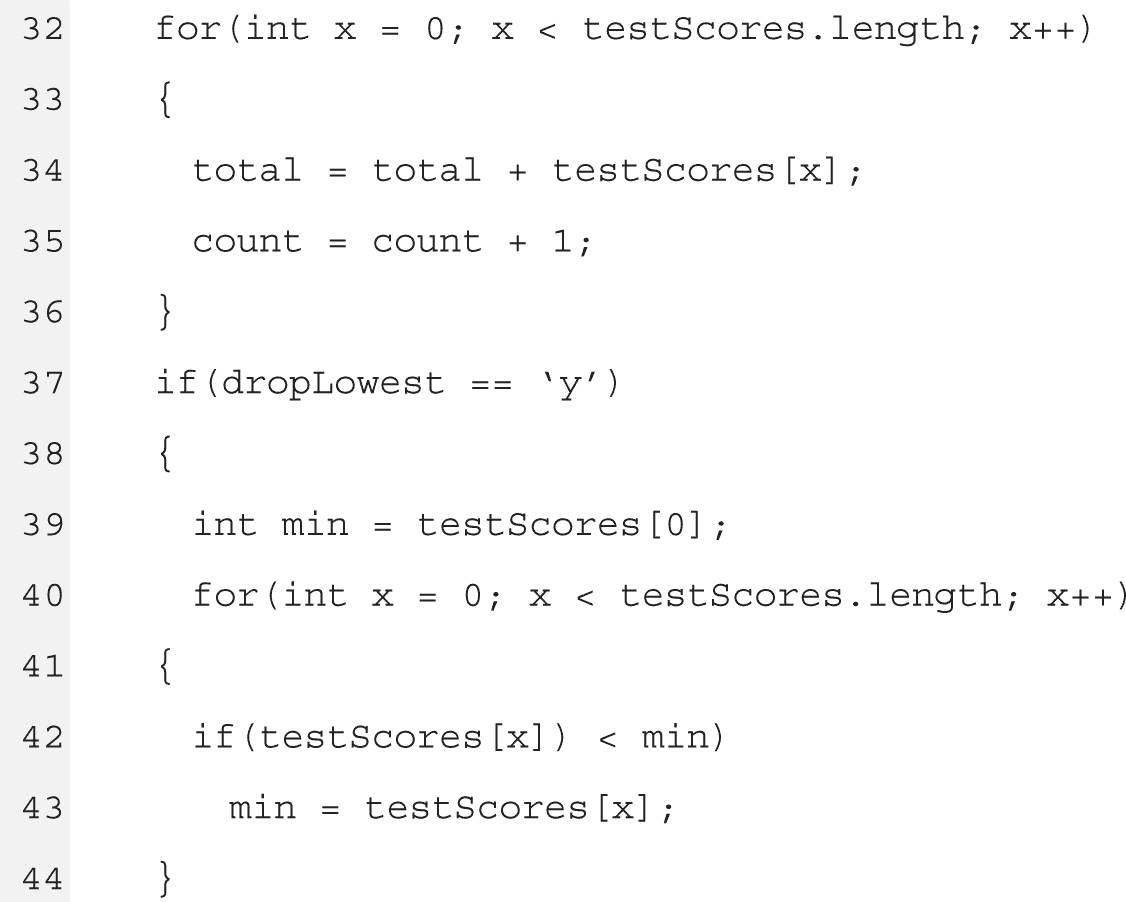 32 for(int x = 0; x < testScores.length; x++)
33 {
34 total = total + testScores[x];
35 count = count + 1;
36 }
37 if(dropLowest == ‘y’)
38 {
39 int min = testScores[0];
40 for(int x = 0; x < testScores.length; x++)
41 {
42 if(testScores[x]) < min)
43 min = testScores[x];
44 }